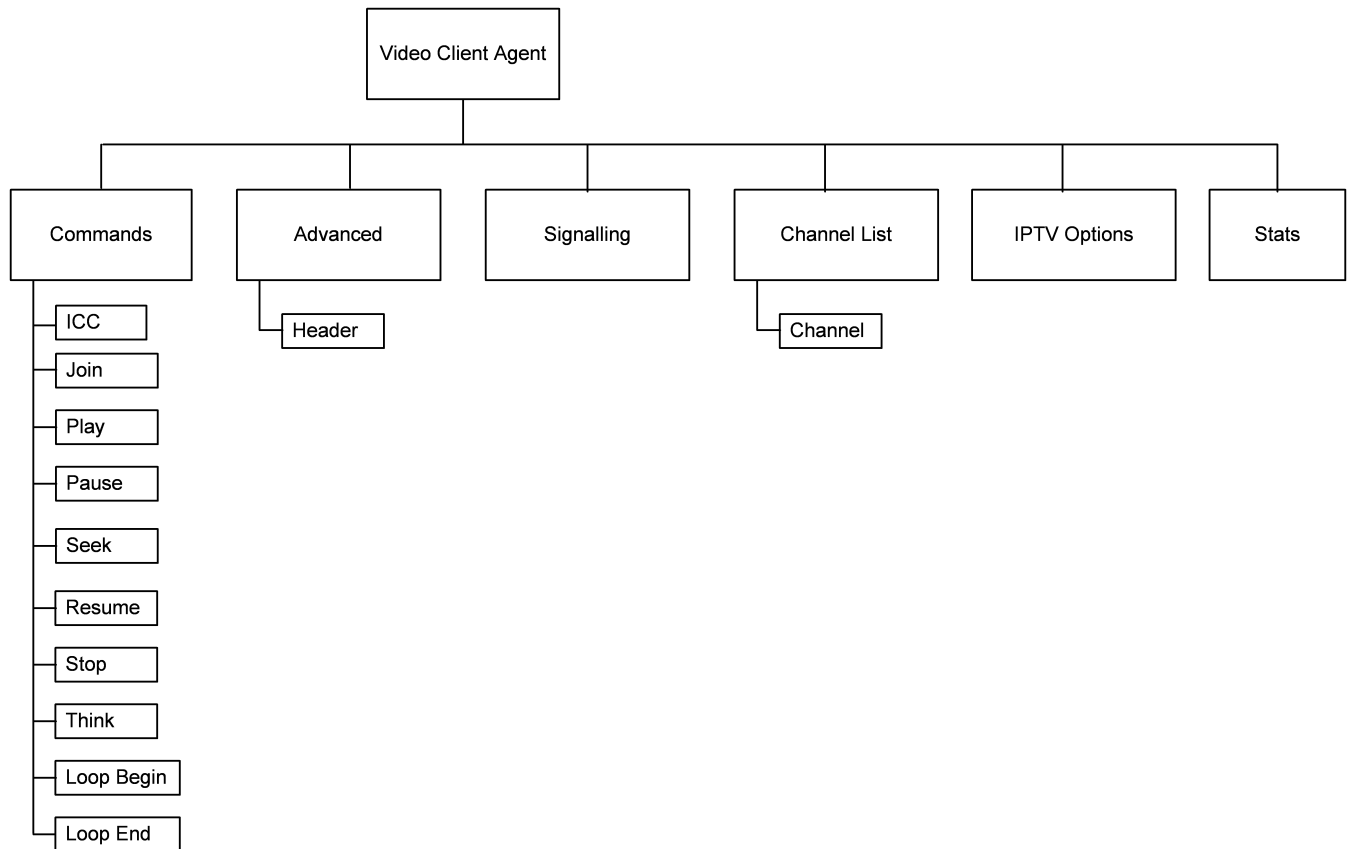 Video Client Agent
Commands
Advanced
Signalling
Channel List
IPTV Options
Stats
ICC
Join
Play
Pause
Seek
Resume
Stop
Think
Loop Begin
Loop End
Header
Channel